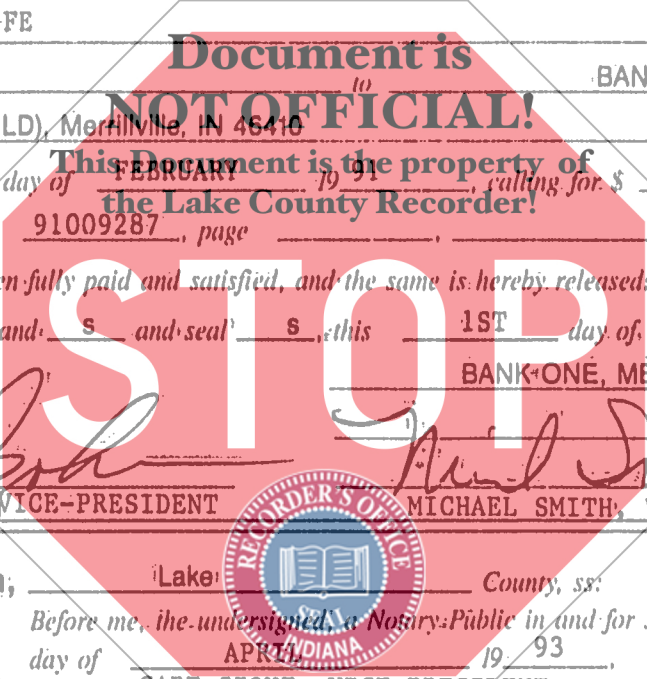 FE
Document is
to BAN
NOT OFFICIAL!
LD), Merrillville, IN 46410
This Document is the property of
day of FEBRUARY 19 91, calling for $
the Lake County Recorder!
91009287, page
en fully paid and satisfied, and the same is hereby released.
and s and seal s, this 1ST day of,
STOP
BANK ONE, ME
VICE-PRESIDENT MICHAEL SMITH, V
RECORDER'S OFFICE
Lake County, ss:
SEAL
Before me, the undersigned, a Notary Public in and for
INDIANA
day of APRIL 19 93,